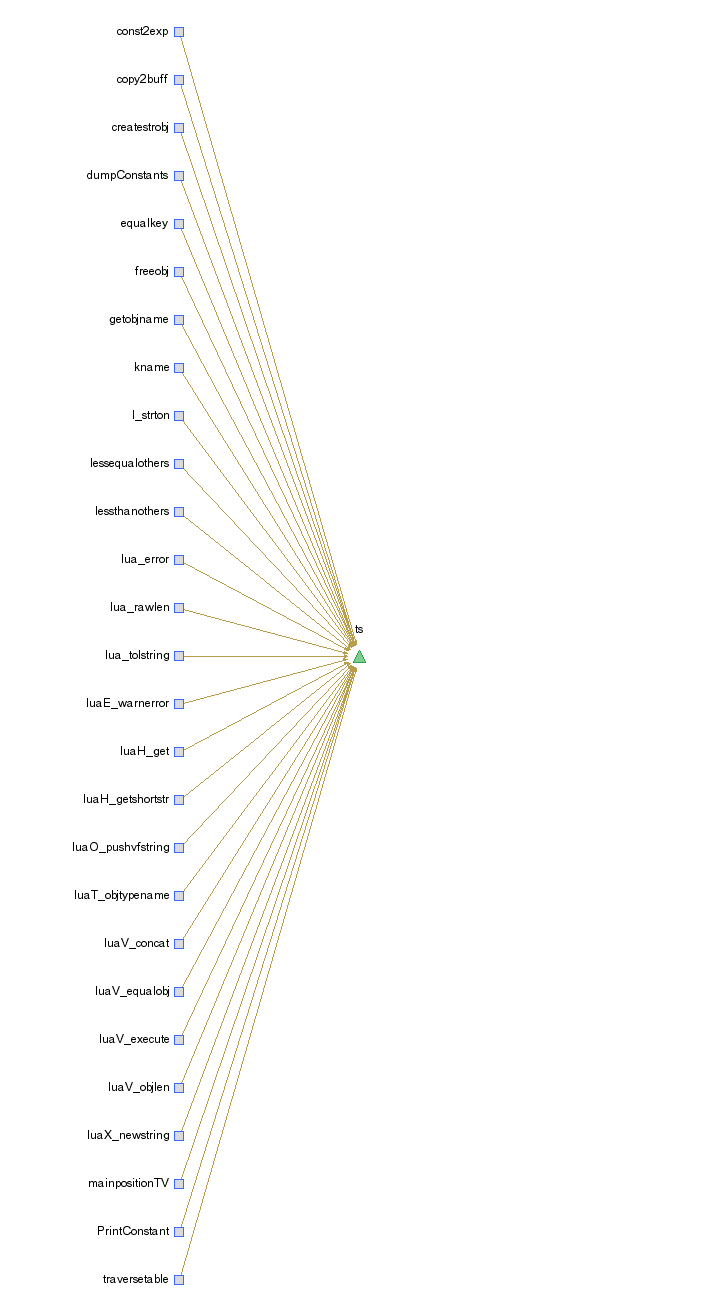 const2exp
copy2buff
createstrobj
dumpConstants
equalkey
freeobj
getobjname
kname
l_strton
lessequalothers
lessthanothers
lua_error
lua_rawlen
ts
lua_tolstring
luaE_warnerror
luaH_get
luaH_getshortstr
luaO_pushvfstring
luaT_objtypename
luaV_concat
luaV_equalobj
luaV_execute
luaV_objlen
luaX_newstring
mainpositionTV
PrintConstant
traversetable